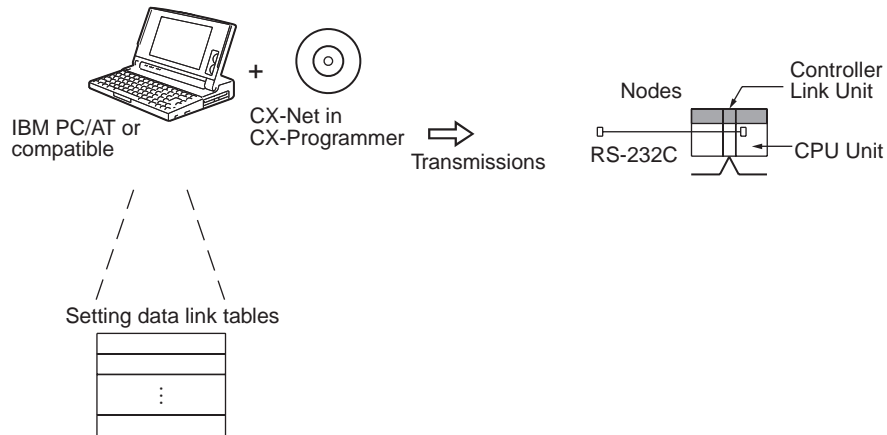 IBM PC/AT or
compatible
+
CX-Net in
CX-Programmer
Transmissions
Nodes
Controller
Link Unit
RS-232C
CPU Unit
Setting data link tables